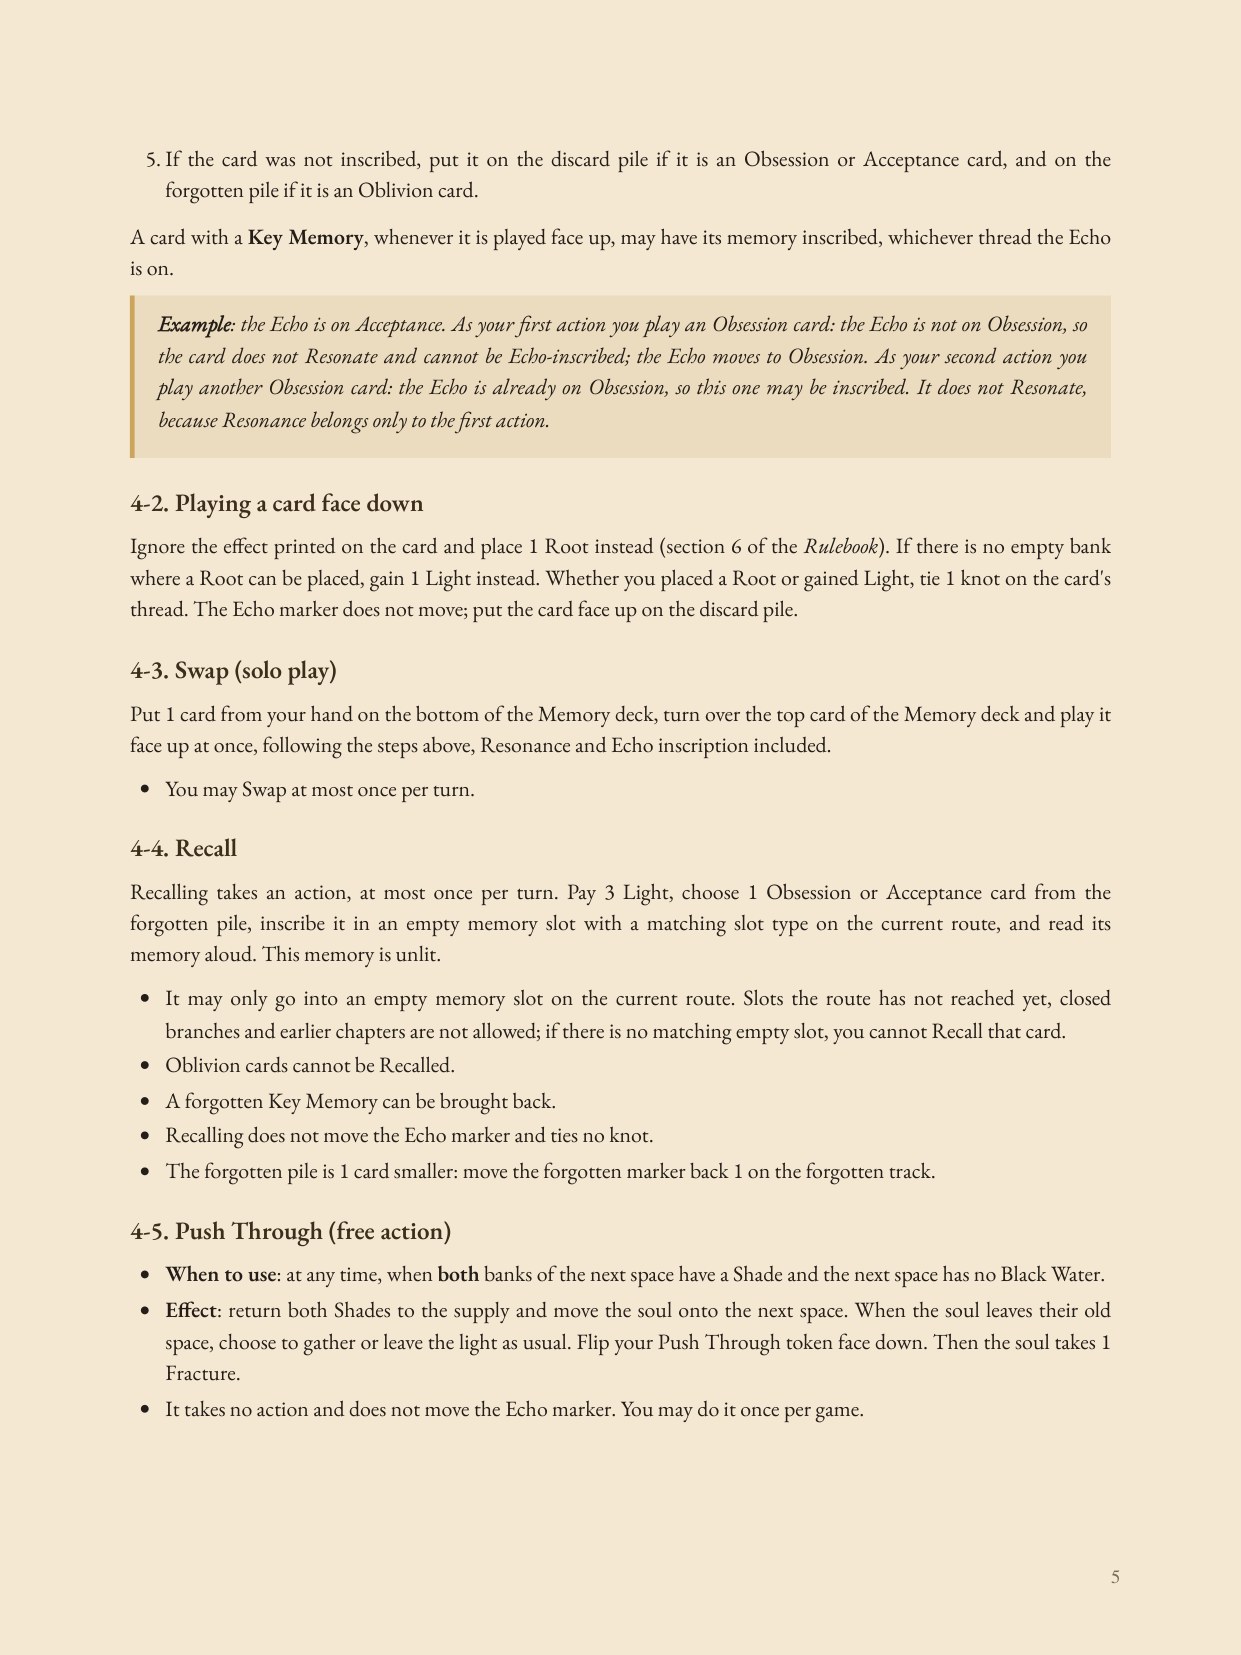 5. If the card was not inscribed, put it on the discard pile if it is an Obsession or Acceptance card, and on the
forgotten pile if it is an Oblivion card.
A card with a Key Memory, whenever it is played face up, may have its memory inscribed, whichever thread the Echo
is on.
Example: the Echo is on Acceptance. As your first action you play an Obsession card: the Echo is not on Obsession, so
the card does not Resonate and cannot be Echo-inscribed; the Echo moves to Obsession. As your second action you
play another Obsession card: the Echo is already on Obsession, so this one may be inscribed. It does not Resonate,
because Resonance belongs only to the first action.
4-2. Playing a card face down
Ignore the effect printed on the card and place 1 Root instead (section 6 of the Rulebook). If there is no empty bank
where a Root can be placed, gain 1 Light instead. Whether you placed a Root or gained Light, tie 1 knot on the card's
thread. The Echo marker does not move; put the card face up on the discard pile.
4-3. Swap (solo play)
Put 1 card from your hand on the bottom of the Memory deck, turn over the top card of the Memory deck and play it
face up at once, following the steps above, Resonance and Echo inscription included.
• You may Swap at most once per turn.
4-4. Recall
Recalling takes an action, at most once per turn. Pay 3 Light, choose 1 Obsession or Acceptance card from the
forgotten pile, inscribe it in an empty memory slot with a matching slot type on the current route, and read its
memory aloud. This memory is unlit.
• It may only go into an empty memory slot on the current route. Slots the route has not reached yet, closed
branches and earlier chapters are not allowed; if there is no matching empty slot, you cannot Recall that card.
• Oblivion cards cannot be Recalled.
• A forgotten Key Memory can be brought back.
• Recalling does not move the Echo marker and ties no knot.
• The forgotten pile is 1 card smaller: move the forgotten marker back 1 on the forgotten track.
4-5. Push Through (free action)
• When to use: at any time, when both banks of the next space have a Shade and the next space has no Black Water.
• Effect: return both Shades to the supply and move the soul onto the next space. When the soul leaves their old
space, choose to gather or leave the light as usual. Flip your Push Through token face down. Then the soul takes 1
Fracture.
• It takes no action and does not move the Echo marker. You may do it once per game.
5